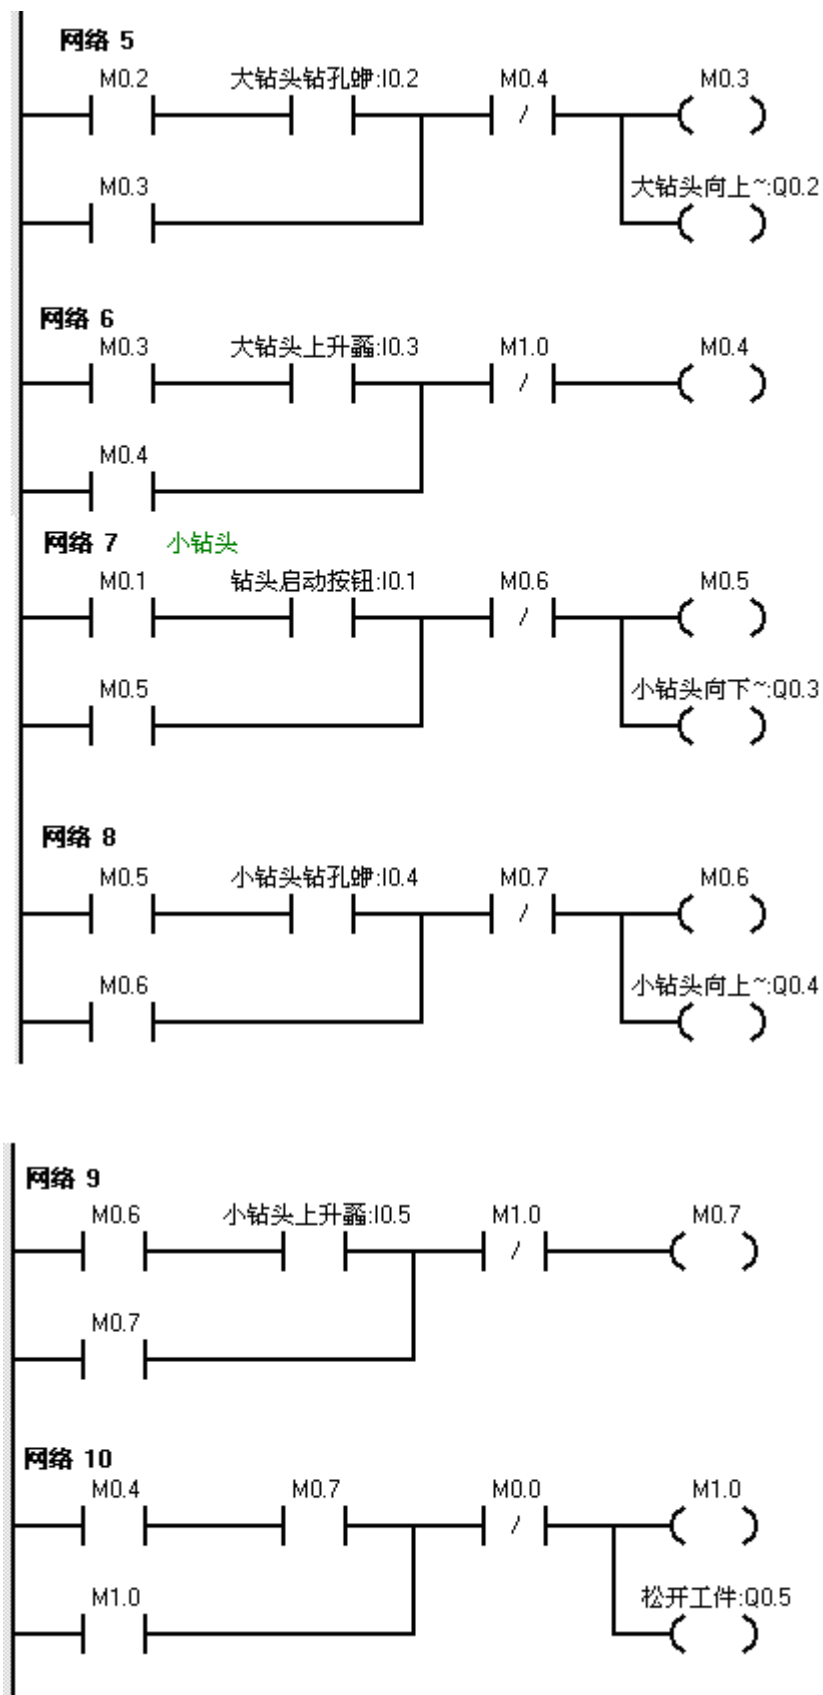 网络 5
M0.2 大钻头钻孔:I0.2 M0.4 M0.3
M0.3 大钻头向上~:Q0.2
网络 6
M0.3 大钻头上升:I0.3 M1.0 M0.4
M0.4
网络 7 小钻头
M0.1 钻头启动按钮:I0.1 M0.6 M0.5
M0.5 小钻头向下~:Q0.3
网络 8
M0.5 小钻头钻孔:I0.4 M0.7 M0.6
M0.6 小钻头向上~:Q0.4
网络 9
M0.6 小钻头上升:I0.5 M1.0 M0.7
M0.7
网络 10
M0.4 M0.7 M0.0 M1.0
M1.0 松开工件:Q0.5